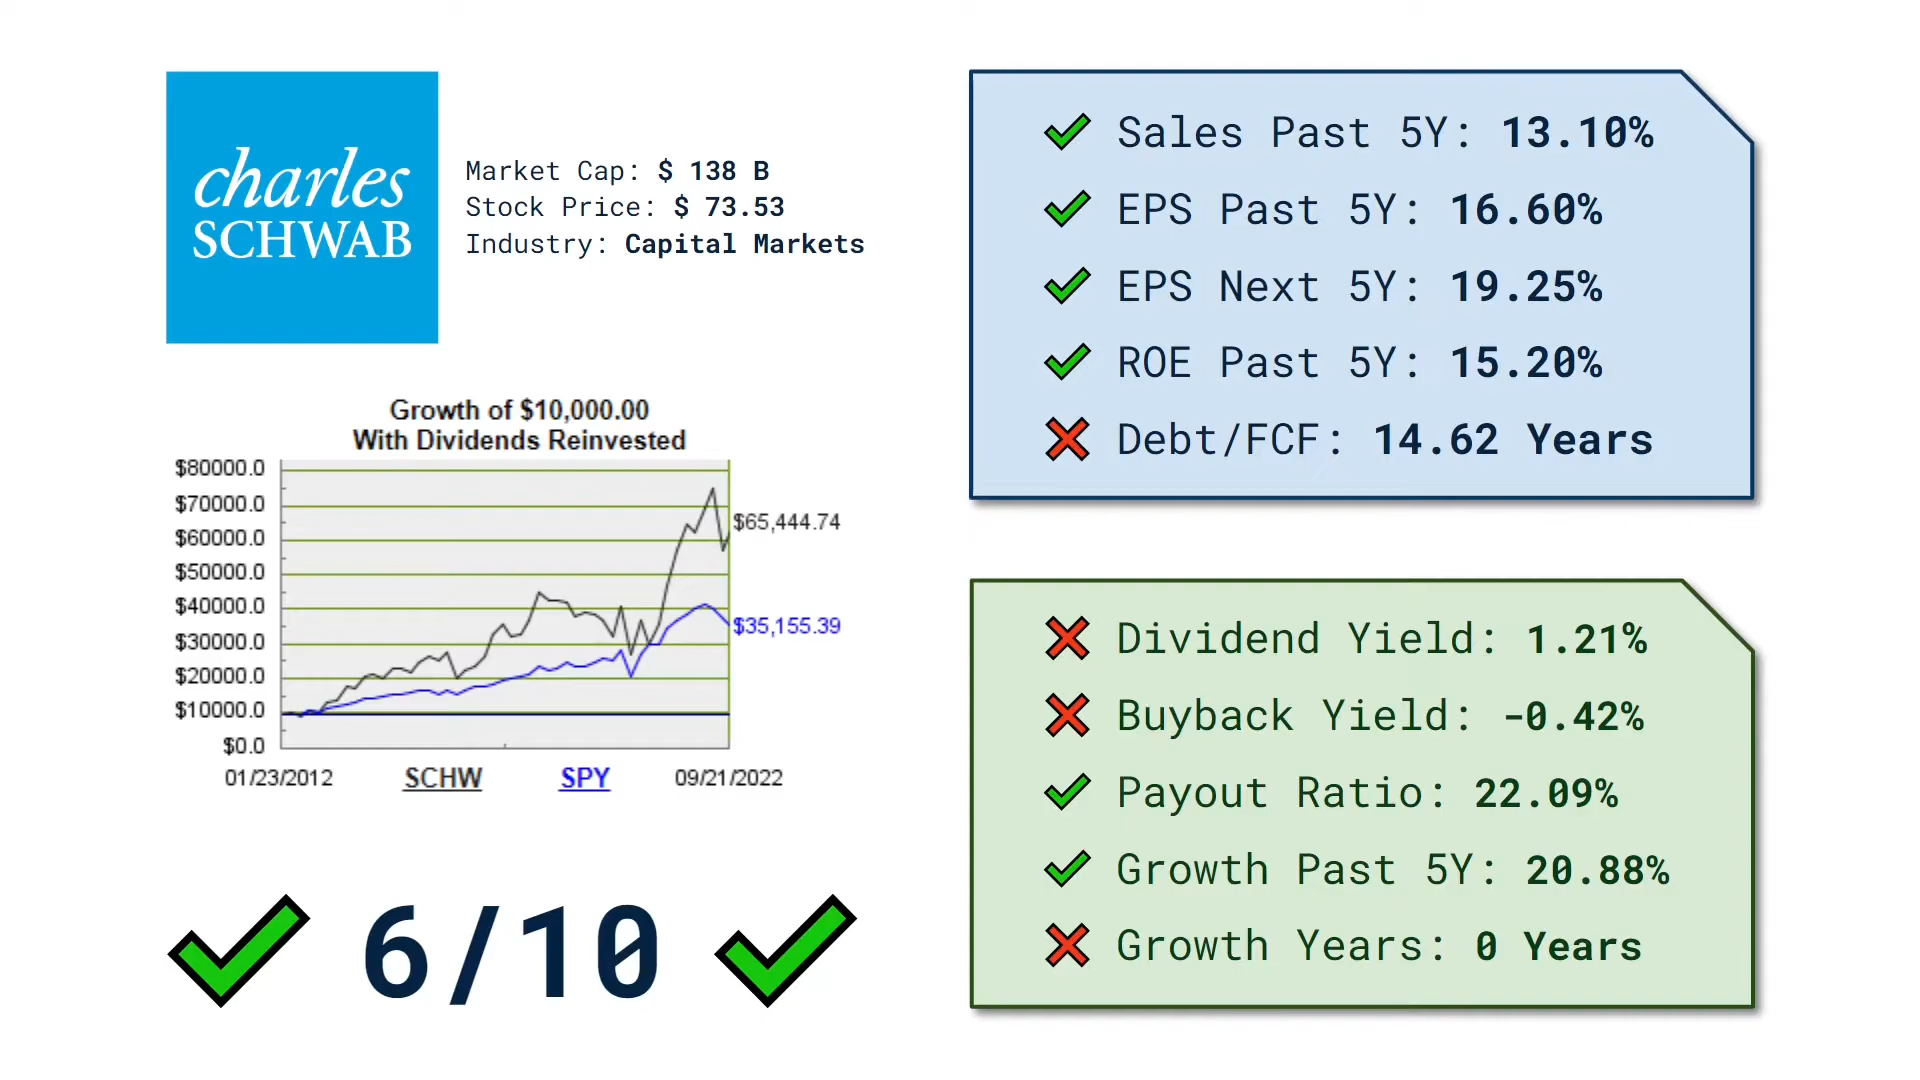 charles
SCHWAB
Market Cap: $ 138 B
Stock Price: $ 73.53
Industry: Capital Markets
Growth of $10,000.00
With Dividends Reinvested
$80000.0
$70000.0
$60000.0
$50000.0
$40000.0
$30000.0
$20000.0
$10000.0
$0.0
$65,444.74
$35,155.39
01/23/2012
SCHW
SPY
09/21/2022
6/10
Sales Past 5Y: 13.10%
EPS Past 5Y: 16.60%
EPS Next 5Y: 19.25%
ROE Past 5Y: 15.20%
Debt/FCF: 14.62 Years
Dividend Yield: 1.21%
Buyback Yield: -0.42%
Payout Ratio: 22.09%
Growth Past 5Y: 20.88%
Growth Years: 0 Years